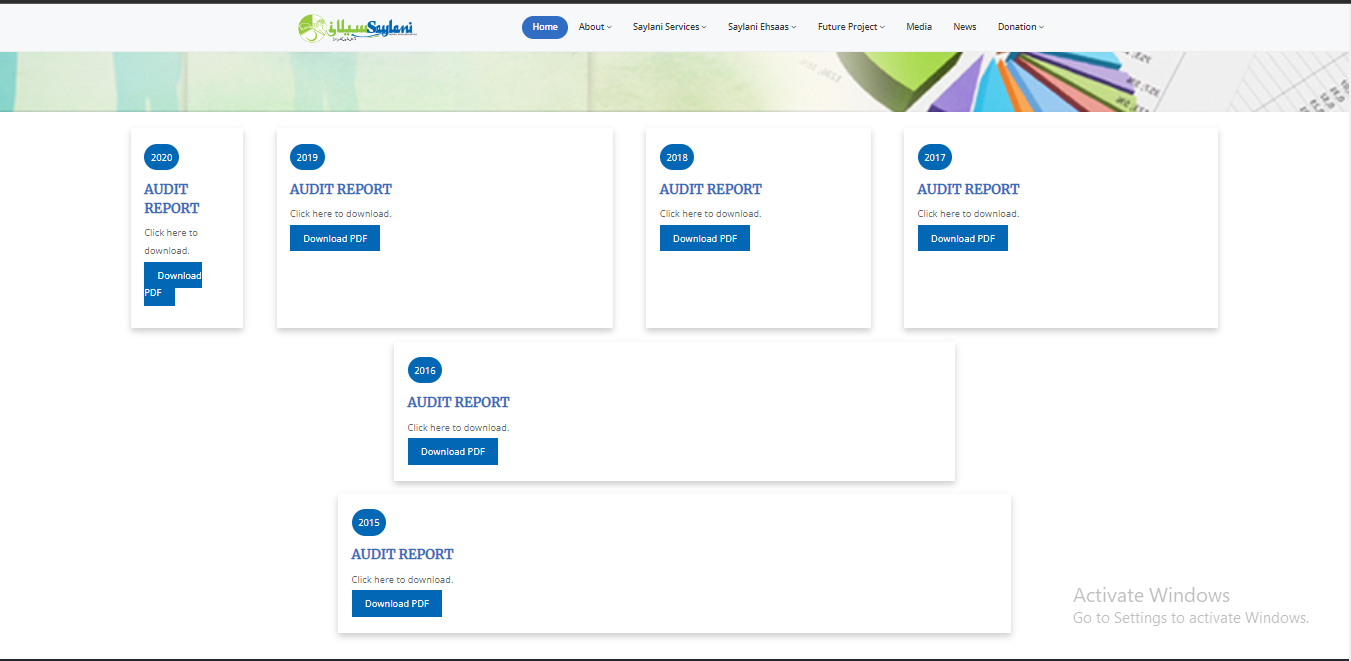 سیلانی Saylani
Home About Saylani Services Saylani Ehsaas Future Project Media News Donation
2020
AUDIT
REPORT
Click here to
download.
Download
PDF
2019
AUDIT REPORT
Click here to download.
Download PDF
2018
AUDIT REPORT
Click here to download.
Download PDF
2017
AUDIT REPORT
Click here to download.
Download PDF
2016
AUDIT REPORT
Click here to download.
Download PDF
2015
AUDIT REPORT
Click here to download.
Download PDF
Activate Windows
Go to Settings to activate Windows.